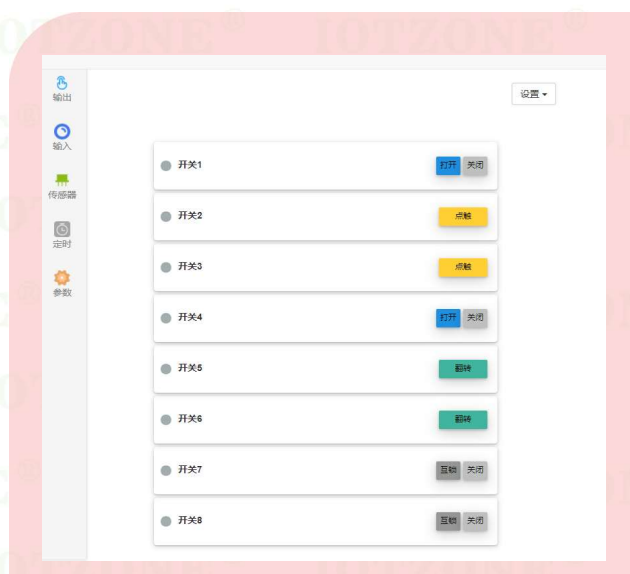 IOTZONE® IOTZONE®
设置
输出
输入
传感器
定时
参数
开关1 打开 关闭
开关2 点触
开关3 点触
开关4 打开 关闭
开关5 翻转
开关6 翻转
开关7 互锁 关闭
开关8 互锁 关闭